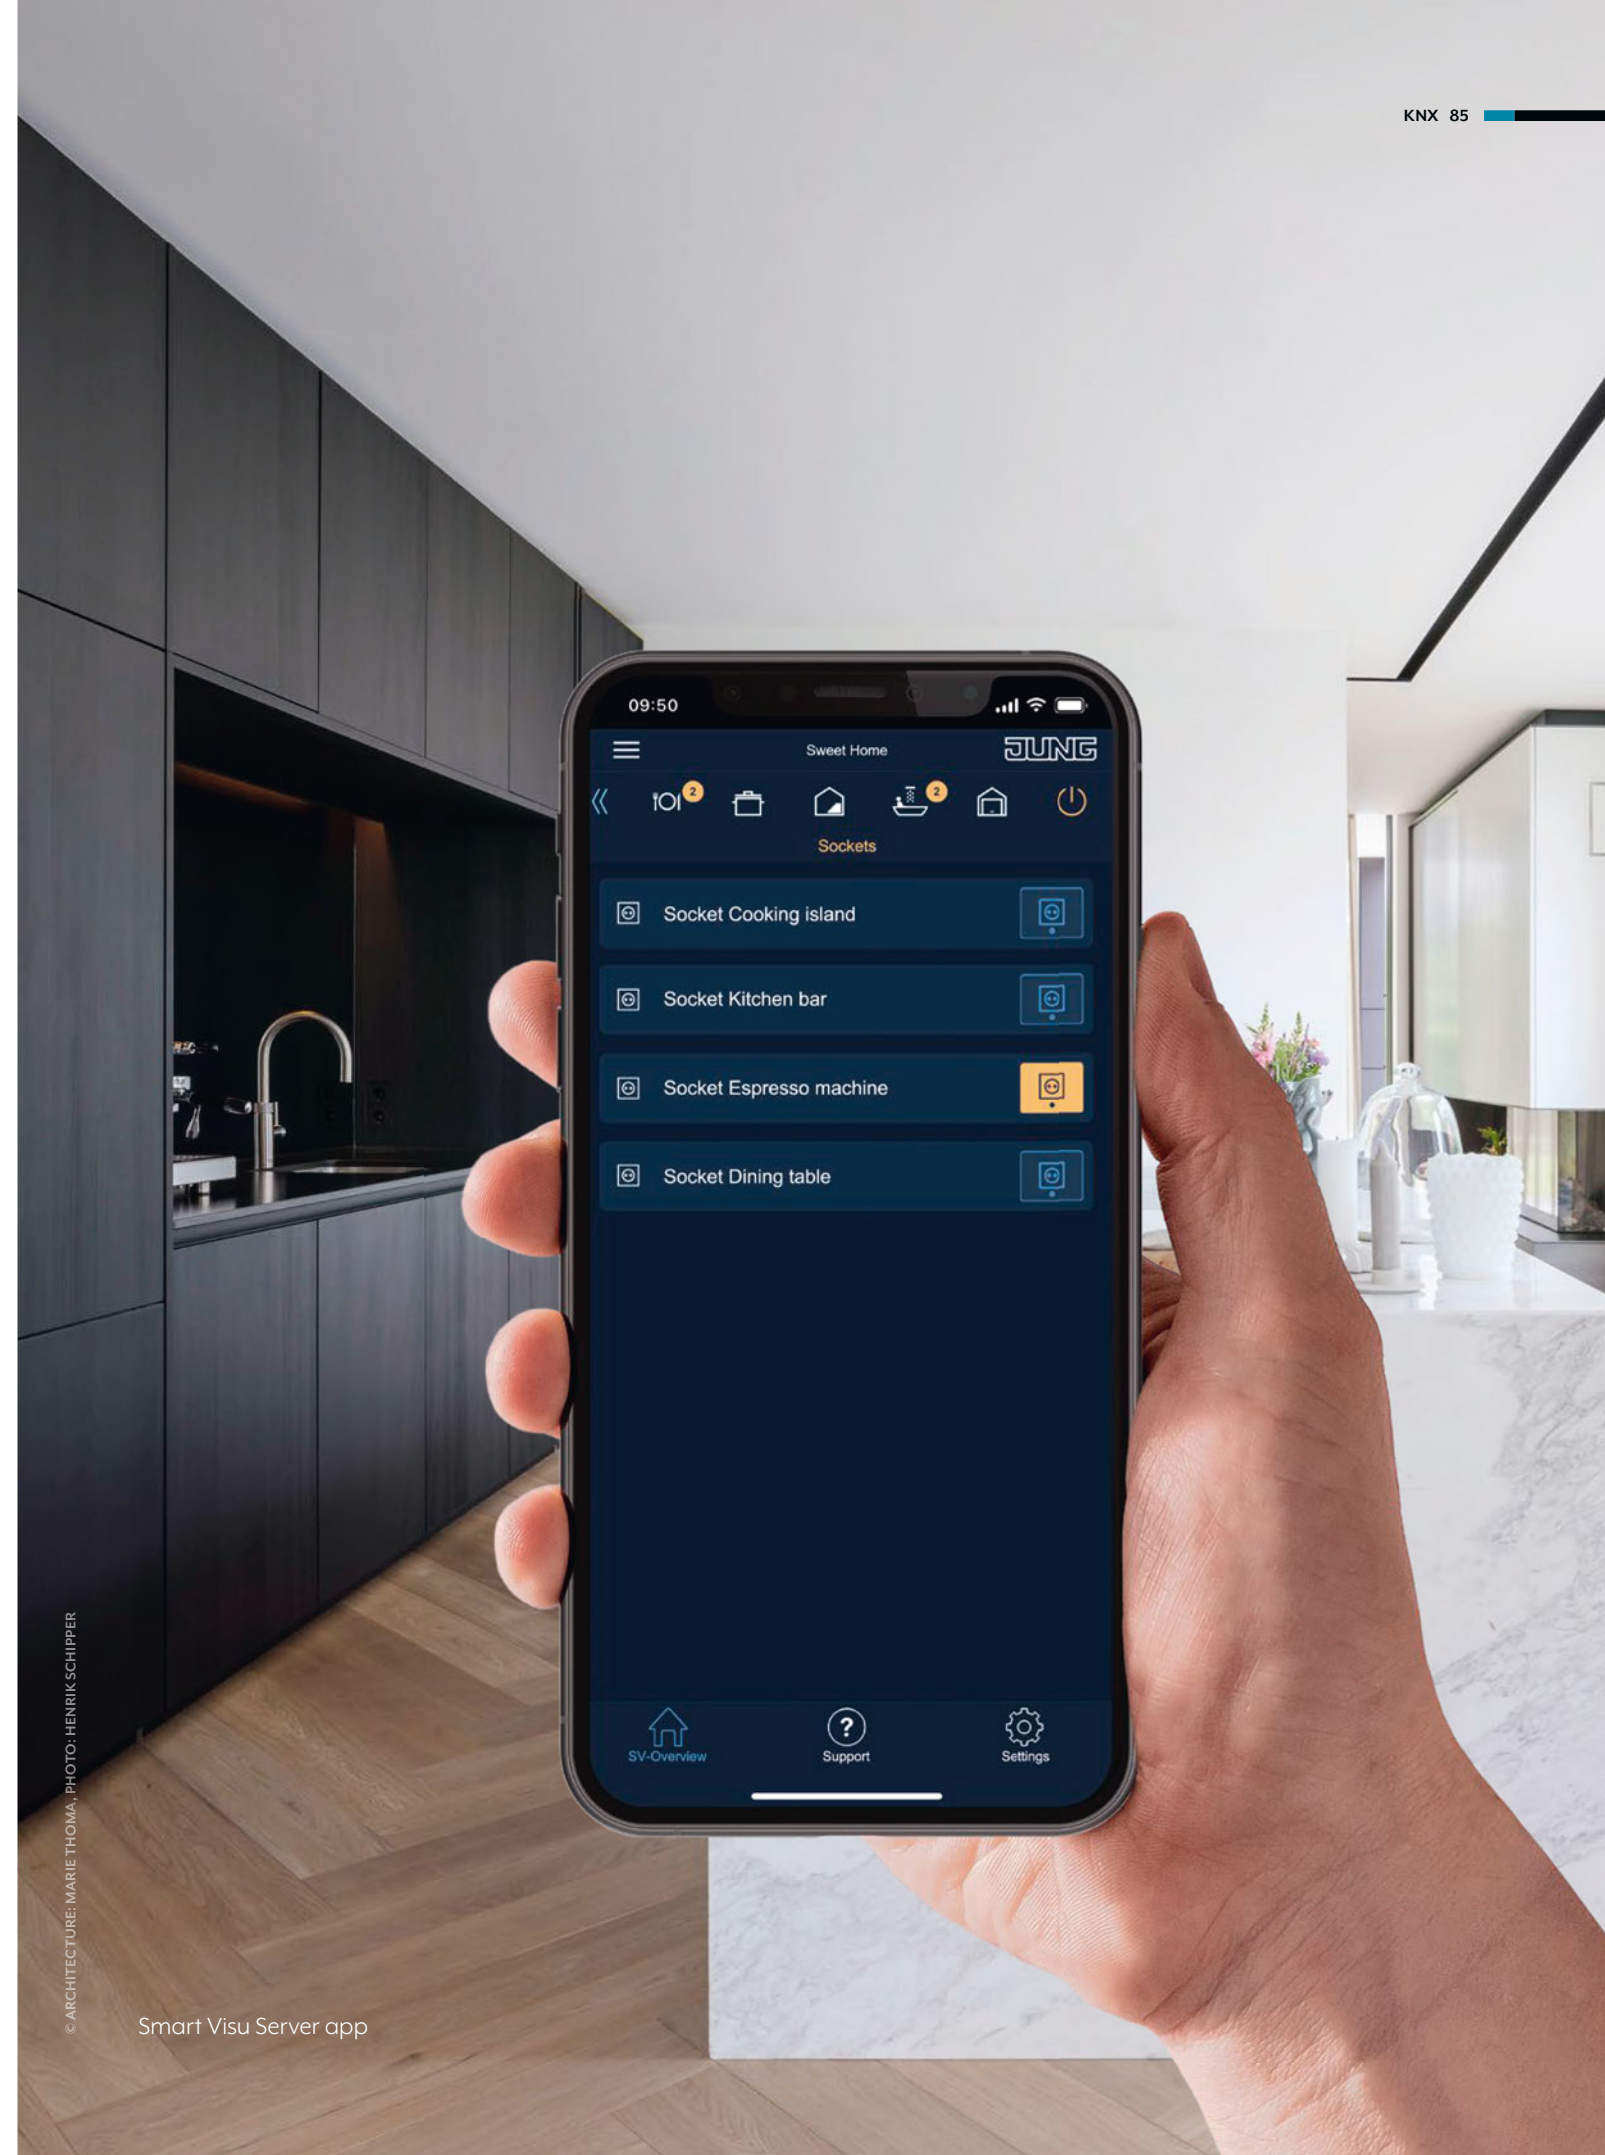 KNX 85
09:50
Sweet Home
JUNG
2
2
Sockets
Socket Cooking island
Socket Kitchen bar
Socket Espresso machine
Socket Dining table
SV-Overview
?
Support
Settings
© ARCHITECTURE: MARIE THOMA, PHOTO: HENRIK SCHIPPER
Smart Visu Server app